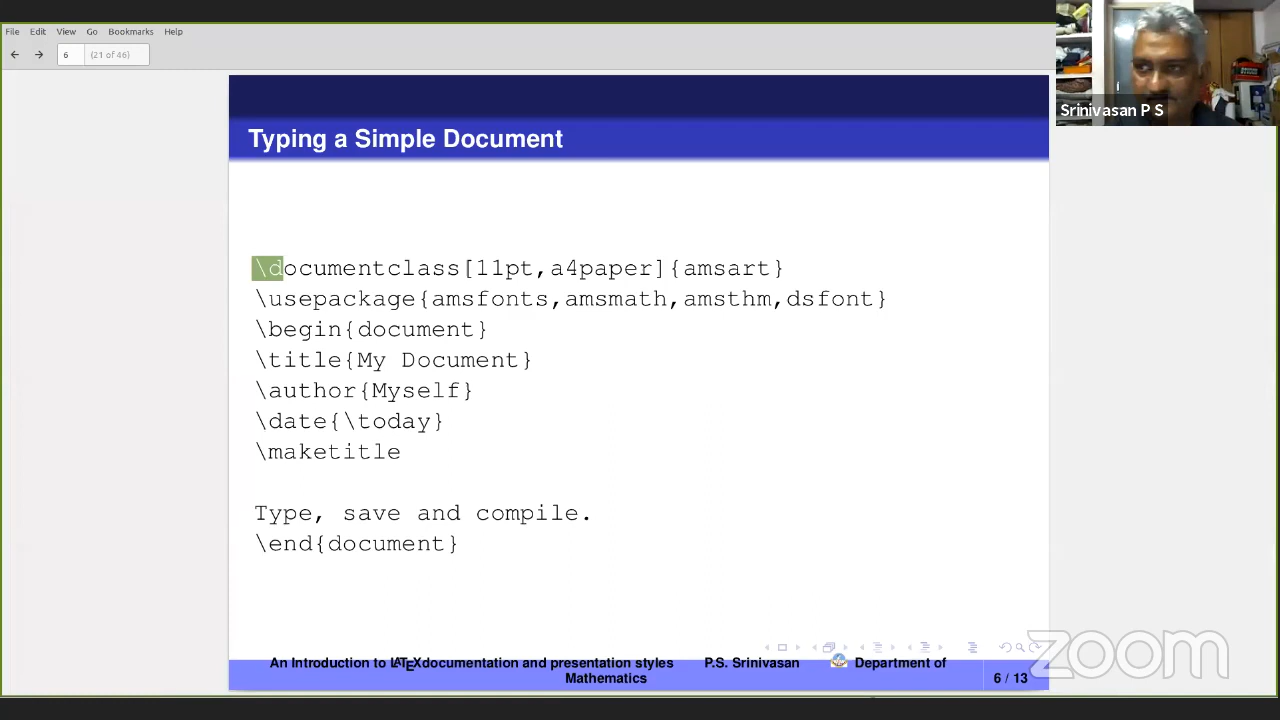 File Edit View Go Bookmarks Help
6 (21 of 46)
Srinivasan P S
Typing a Simple Document
\documentclass[11pt,a4paper]{amsart}
\usepackage{amsfonts,amsmath,amsthm,dsfont}
\begin{document}
\title{My Document}
\author{Myself}
\date{\today}
\maketitle
Type, save and compile.
\end{document}
An Introduction to LATEXdocumentation and presentation styles P.S. Srinivasan Department of
Mathematics
6 / 13
zoom